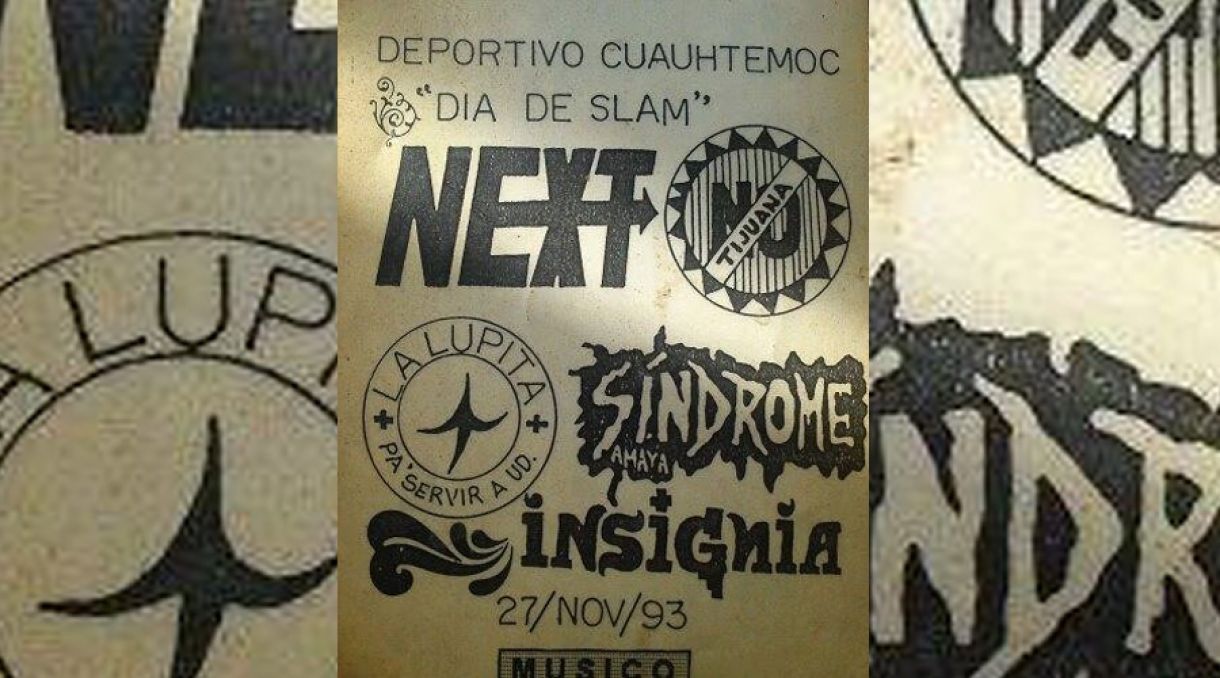 DEPORTIVO CUAUHTEMOC
"DIA DE SLAM"
NEXT
NO
TIJUANA
LA LUPITA
PA' SERVIR A UD.
SÍNDROME
AMAYA
INSIGNIA
27/NOV/93
MUSICO